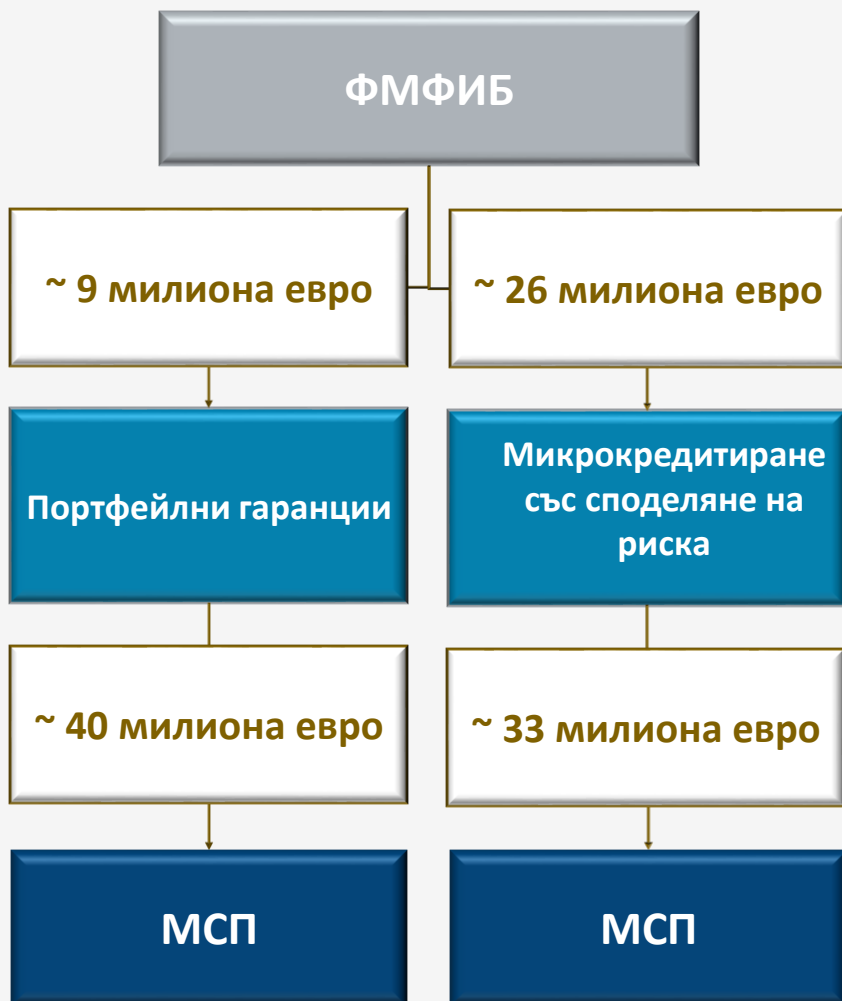 ФМФИБ
~ 9 милиона евро
~ 26 милиона евро
Портфейлни гаранции
Микрокредитиране
със споделяне на
риска
~ 40 милиона евро
~ 33 милиона евро
МСП
МСП